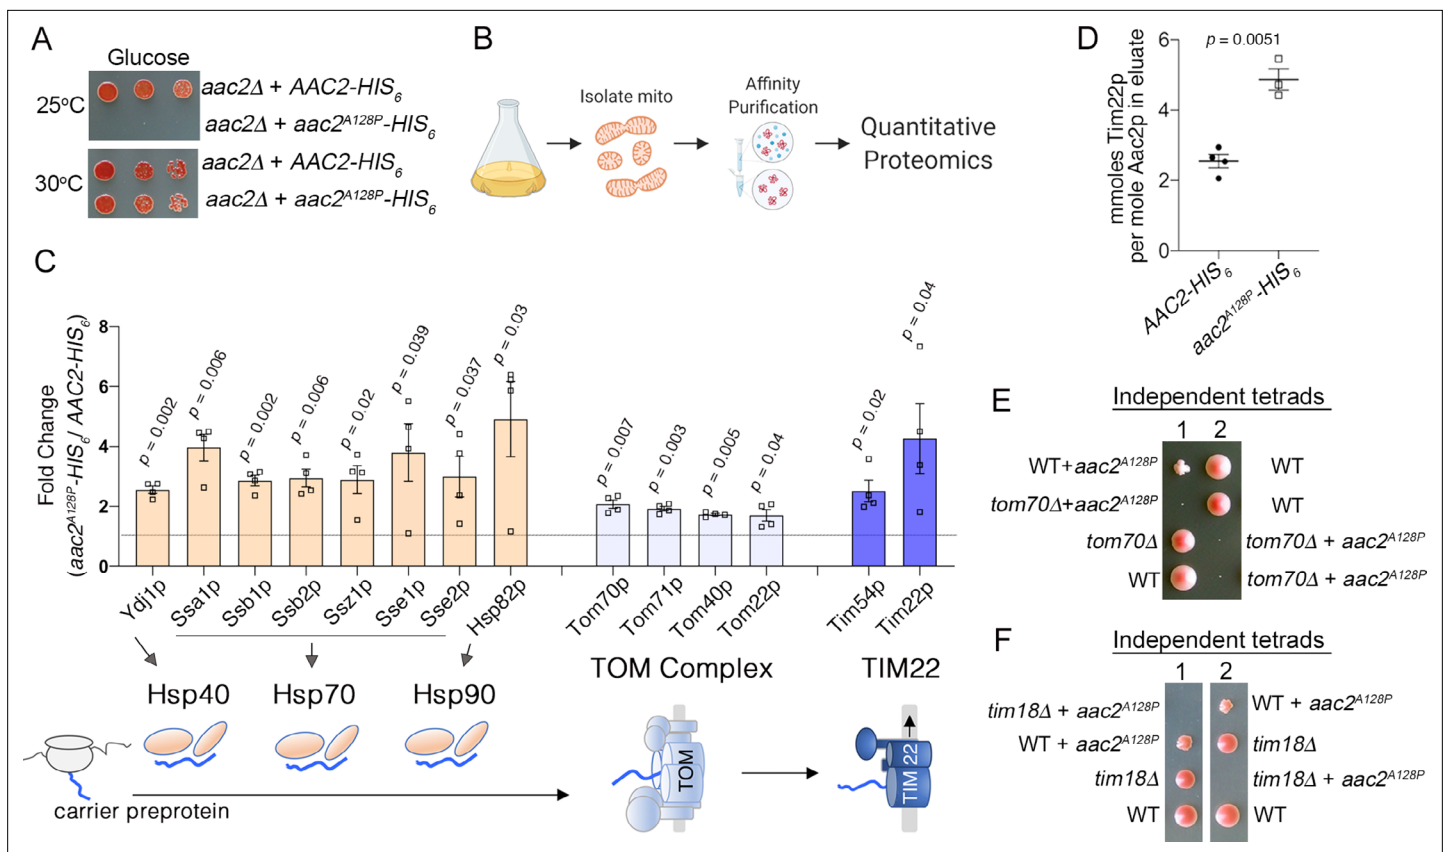 A
Glucose
25°C
aac2Δ + AAC2-HIS6
aac2Δ + aac2A128P-HIS6
30°C
aac2Δ + AAC2-HIS6
aac2Δ + aac2A128P-HIS6
B
Isolate mito
Affinity
Purification
Quantitative
Proteomics
D
mmoles Tim22p
per mole Aac2p in eluate
6
4
2
0
p = 0.0051
AAC2-HIS6
aac2A128P-HIS6
C
Fold Change
(aac2A128P-HIS6/ AAC2-HIS6)
8
6
4
2
0
p = 0.002
p = 0.006
p = 0.002
p = 0.006
p = 0.02
p = 0.039
p = 0.037
p = 0.03
p = 0.007
p = 0.003
p = 0.005
p = 0.04
p = 0.02
p = 0.04
Ydj1p
Ssa1p
Ssb1p
Ssb2p
Ssz1p
Sse1p
Sse2p
Hsp82p
Tom70p
Tom71p
Tom40p
Tom22p
Tim54p
Tim22p
Hsp40
Hsp70
Hsp90
TOM Complex
TIM22
carrier preprotein
TOM
TIM 22
E
Independent tetrads
1 2
WT+aac2A128P
WT
tom70Δ+aac2A128P
WT
tom70Δ
tom70Δ + aac2A128P
WT
tom70Δ + aac2A128P
F
Independent tetrads
1 2
tim18Δ + aac2A128P
WT + aac2A128P
WT + aac2A128P
tim18Δ
tim18Δ
tim18Δ + aac2A128P
WT
WT